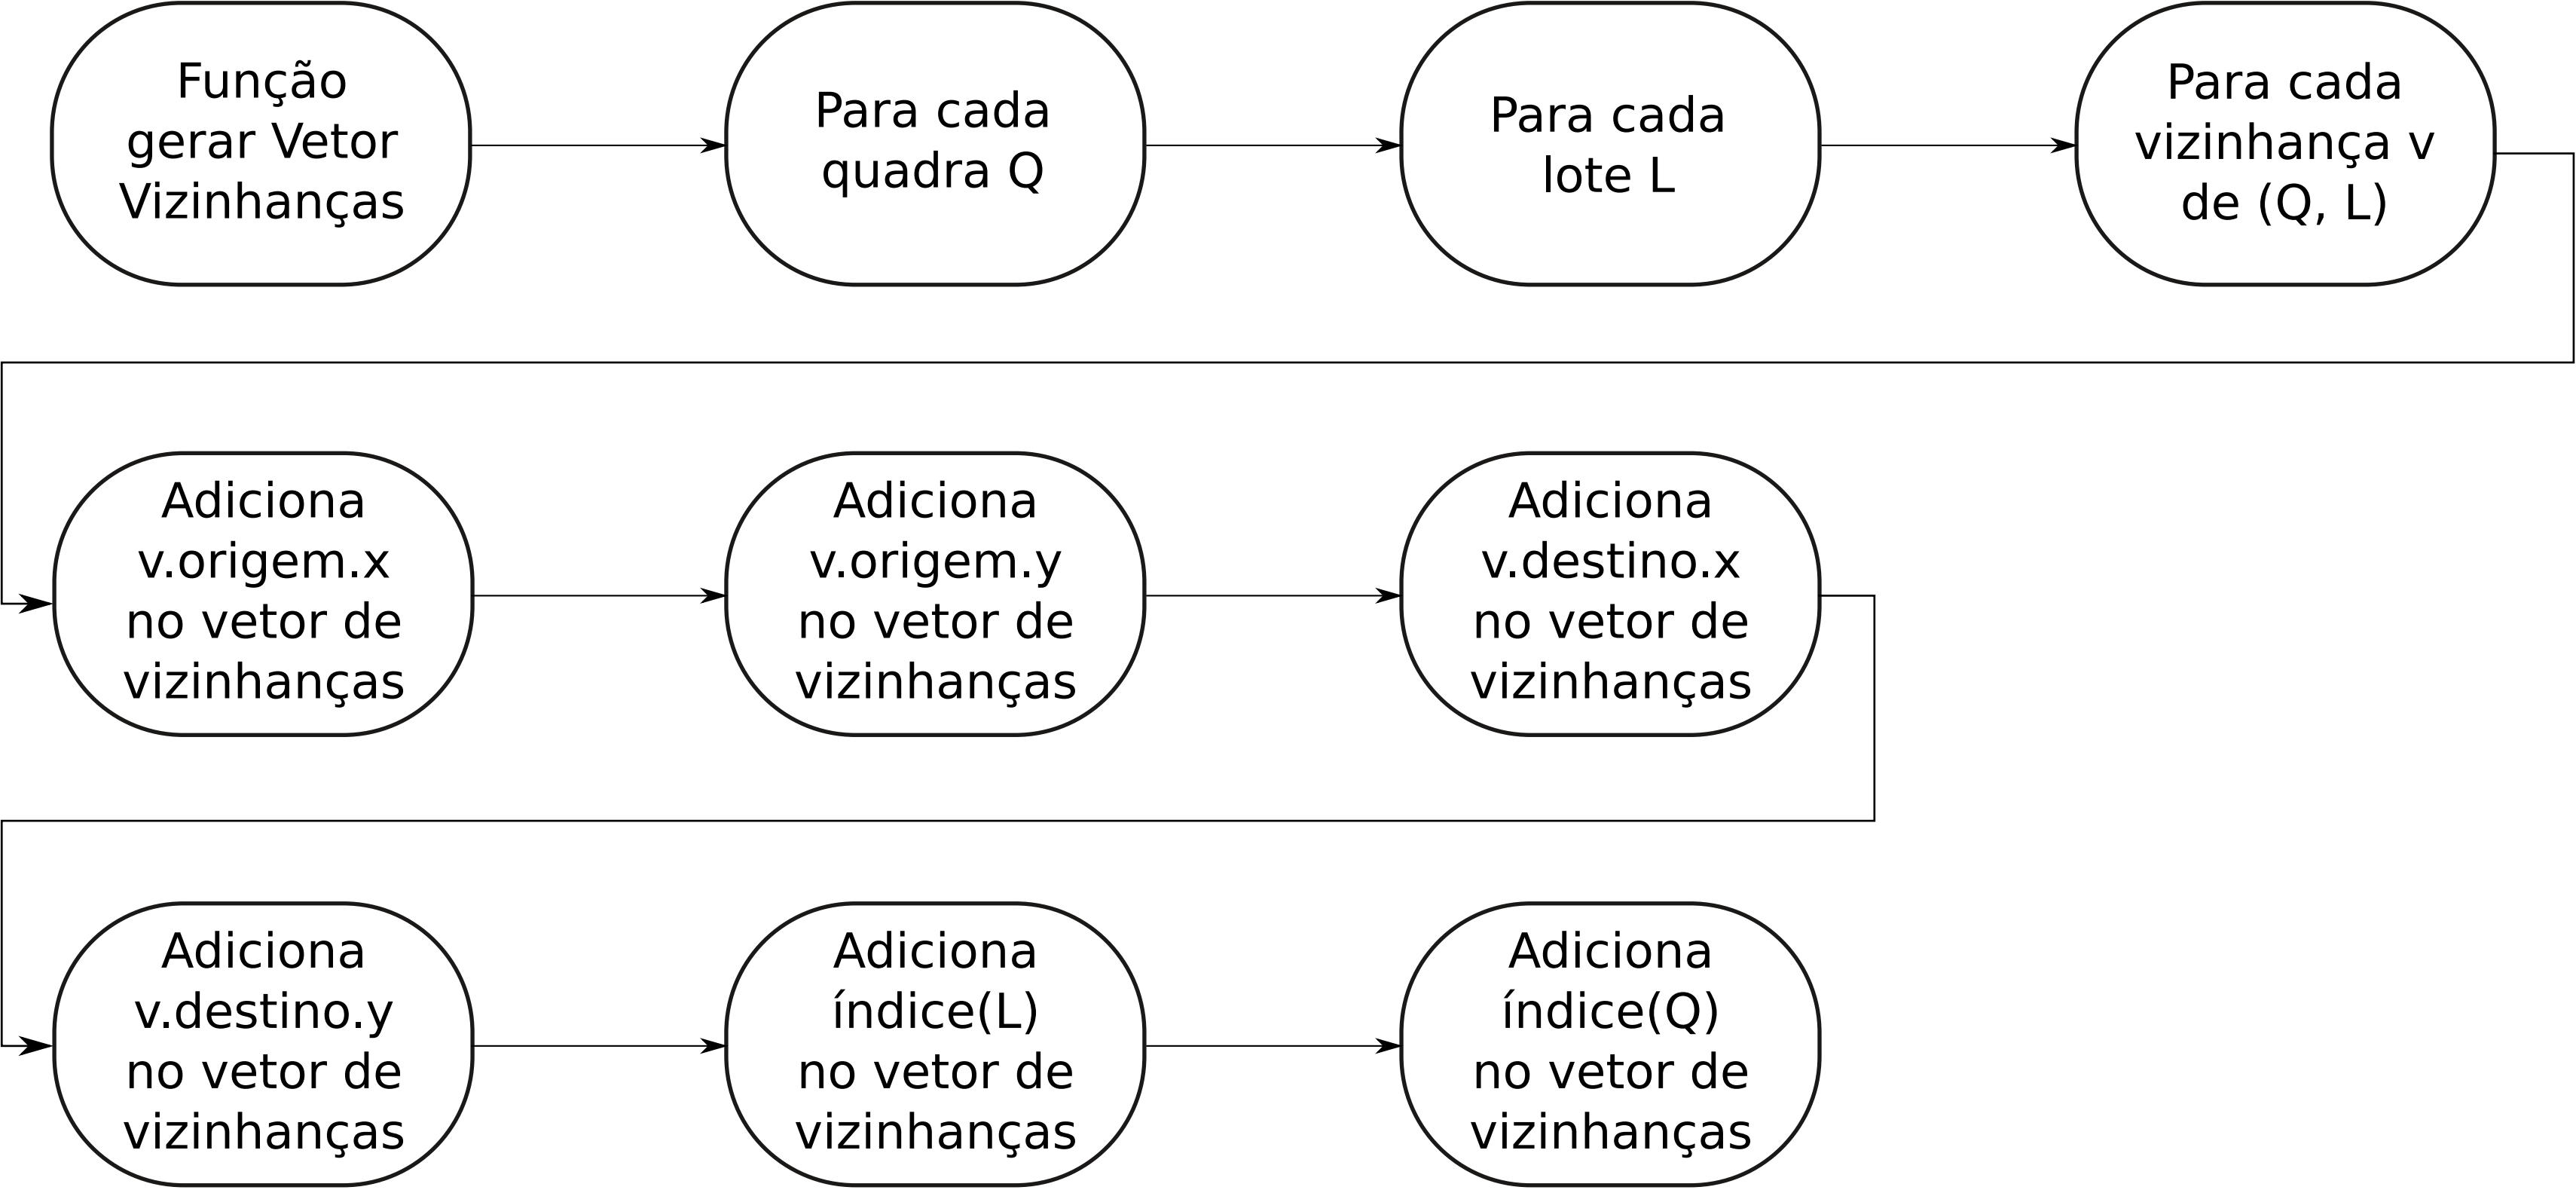 Função
gerar Vetor
Vizinhanças
Para cada
quadra Q
Para cada
lote L
Para cada
vizinhança v
de (Q, L)
Adiciona
v.origem.x
no vetor de
vizinhanças
Adiciona
v.origem.y
no vetor de
vizinhanças
Adiciona
v.destino.x
no vetor de
vizinhanças
Adiciona
v.destino.y
no vetor de
vizinhanças
Adiciona
índice(L)
no vetor de
vizinhanças
Adiciona
índice(Q)
no vetor de
vizinhanças